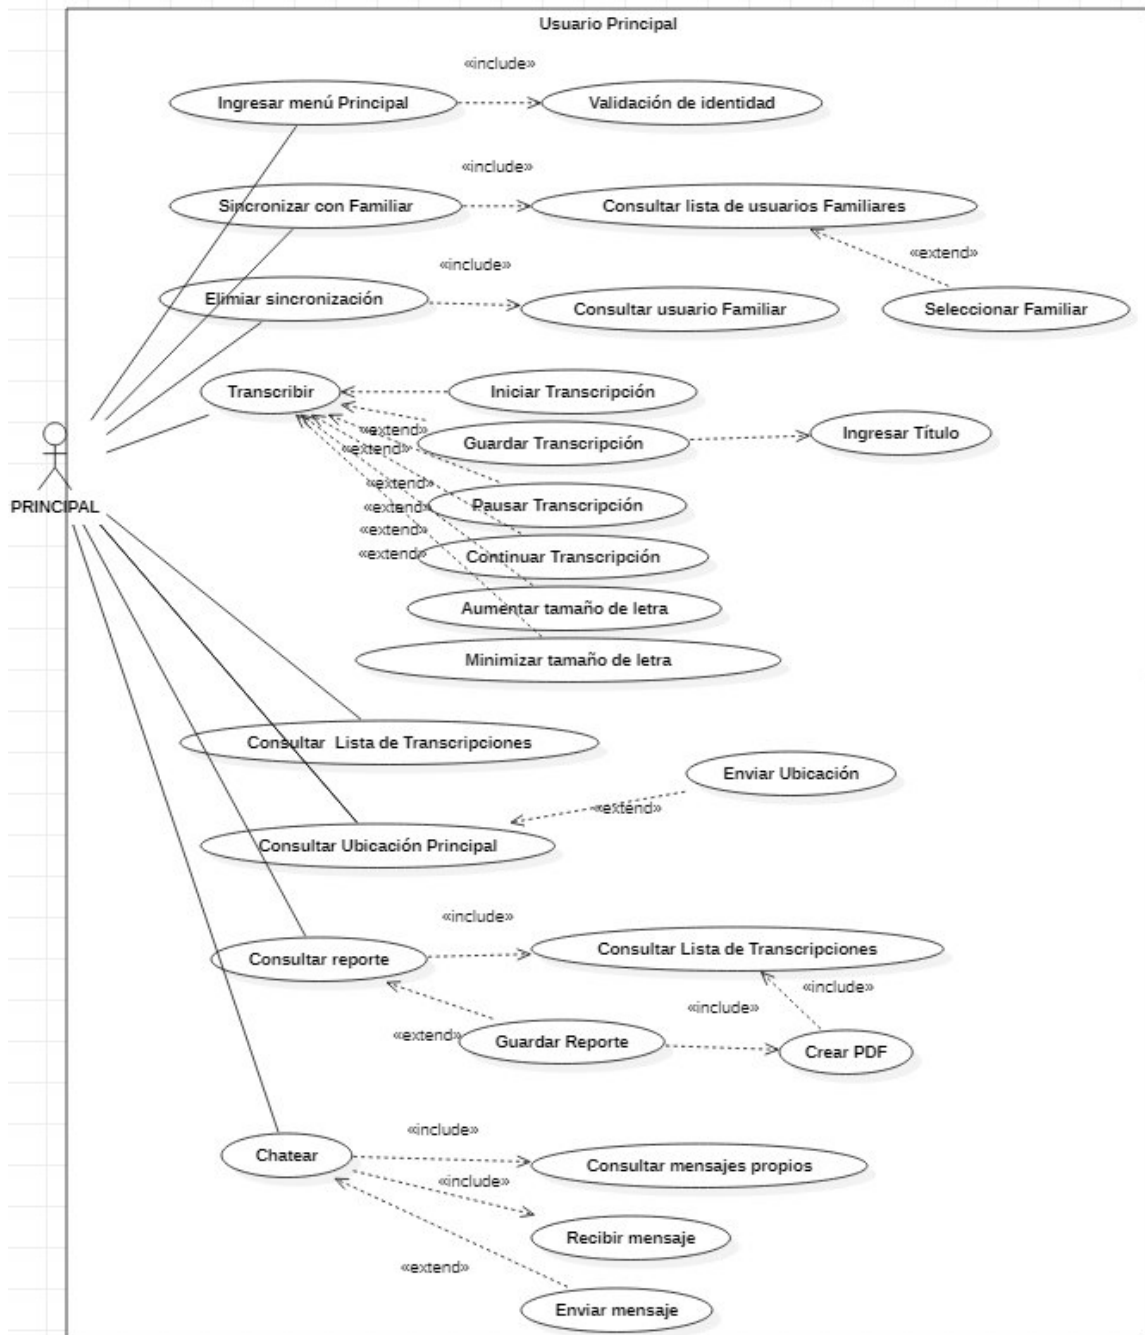 Usuario Principal
«include»
Ingresar menú Principal
Validación de identidad
«include»
Sincronizar con Familiar
Consultar lista de usuarios Familiares
«extend»
«include»
Elimiar sincronización
Consultar usuario Familiar
Seleccionar Familiar
Transcribir
Iniciar Transcripción
«extend»
Guardar Transcripción
Ingresar Título
«extend»
«extend»
Pausar Transcripción
«extend»
«extend»
«extend»
Continuar Transcripción
PRINCIPAL
Aumentar tamaño de letra
Minimizar tamaño de letra
Consultar  Lista de Transcripciones
Enviar Ubicación
«extend»
Consultar Ubicación Principal
«include»
Consultar reporte
Consultar Lista de Transcripciones
«include»
«include»
«extend»
Guardar Reporte
Crear PDF
«include»
Chatear
Consultar mensajes propios
«include»
Recibir mensaje
«extend»
Enviar mensaje